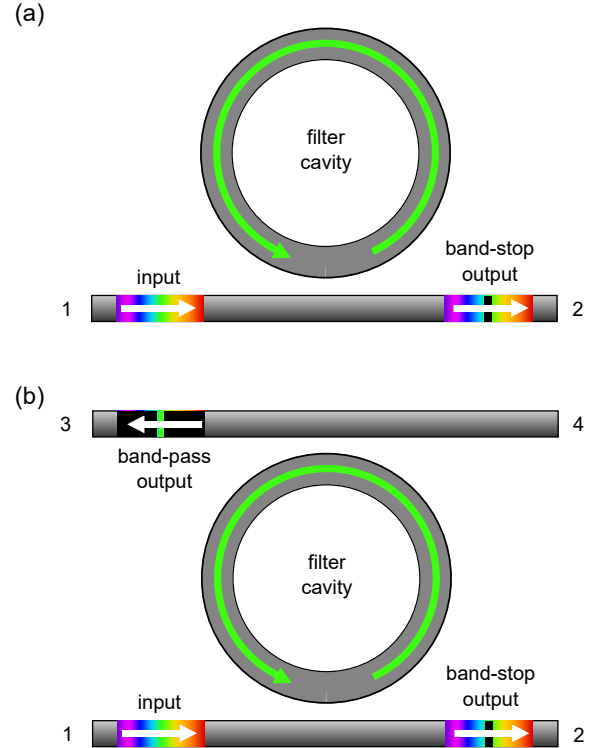 (a)
filter
cavity
band-stop
output
input
1
2
(b)
3
4
band-pass
output
filter
cavity
band-stop
output
input
1
2